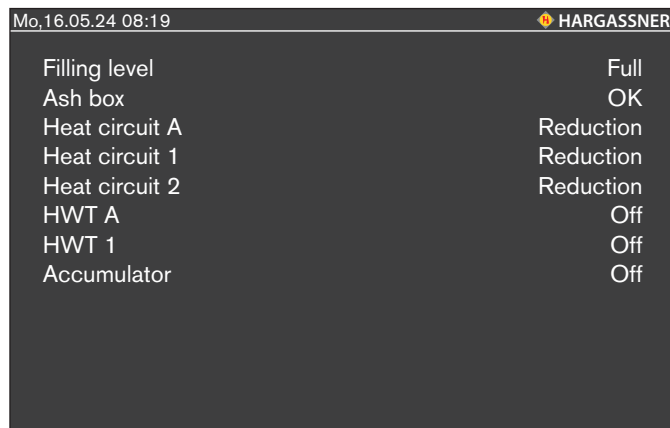 Mo,16.05.24 08:19 HARGASSNER
Filling level Full
Ash box OK
Heat circuit A Reduction
Heat circuit 1 Reduction
Heat circuit 2 Reduction
HWT A Off
HWT 1 Off
Accumulator Off